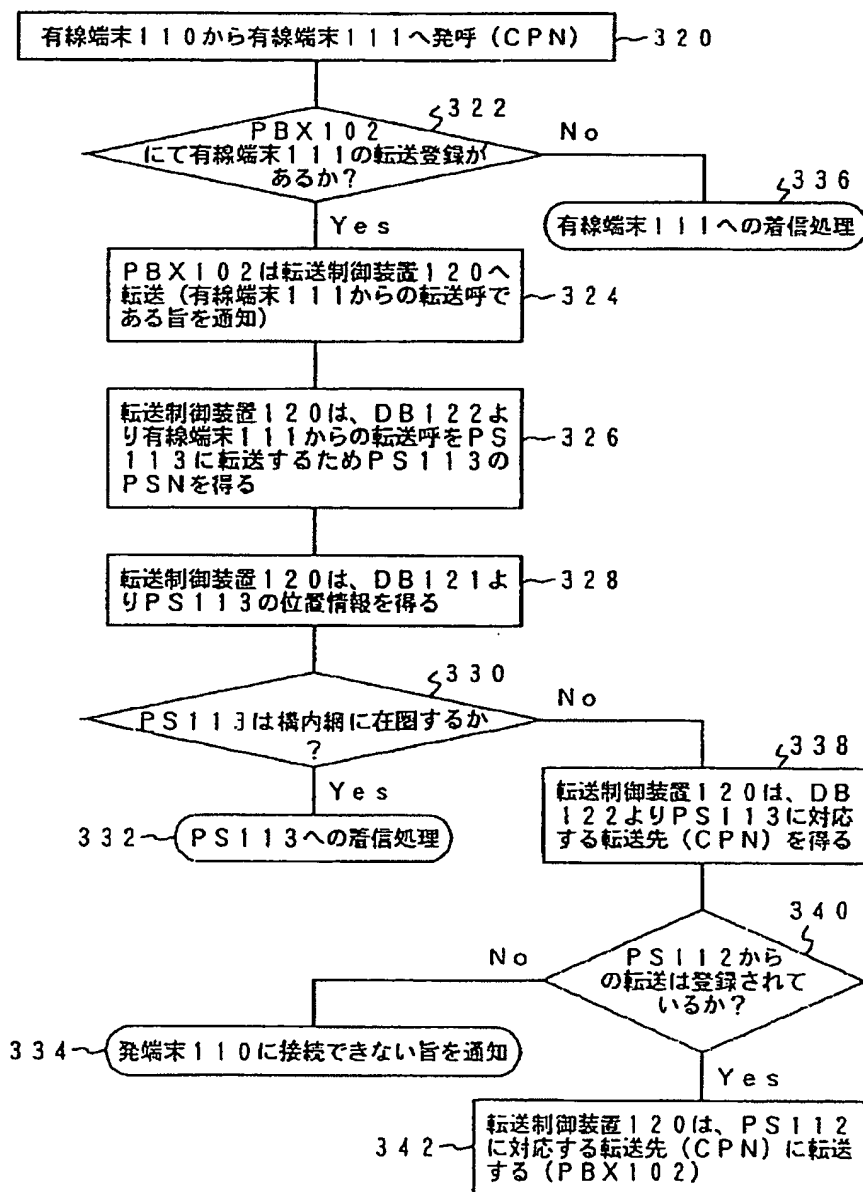 有線端末110から有線端末111へ発呼(CPN)
320
322
PBX102
にて有線端末111の転送登録が
あるか?
No
336
有線端末111への着信処理
Yes
PBX102は転送制御装置120へ
転送(有線端末111からの転送呼で
ある旨を通知)
324
転送制御装置120は、DB122よ
り有線端末111からの転送呼をPS
113に転送するためPS113の
PSNを得る
326
転送制御装置120は、DB121よ
りPS113の位置情報を得る
328
330
PS113は構内網に在圏するか
?
No
Yes
332
PS113への着信処理
338
転送制御装置120は、DB
122よりPS113に対応
する転送先(CPN)を得る
340
PS112から
の転送は登録されて
いるか?
No
334
発端末110に接続できない旨を通知
Yes
342
転送制御装置120は、PS112
に対応する転送先(CPN)に転送
する(PBX102)